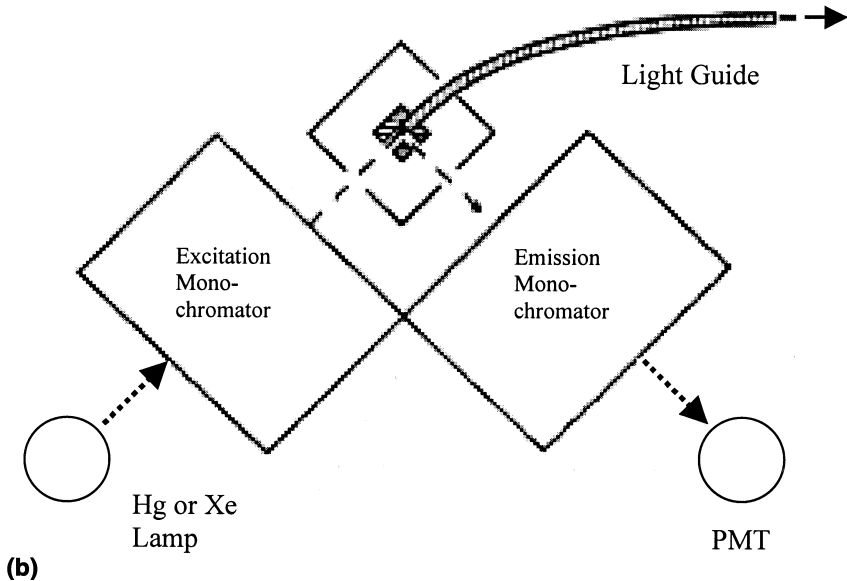 Light Guide
Excitation
Mono-
chromator
Emission
Mono-
chromator
Hg or Xe
Lamp
PMT
(b)